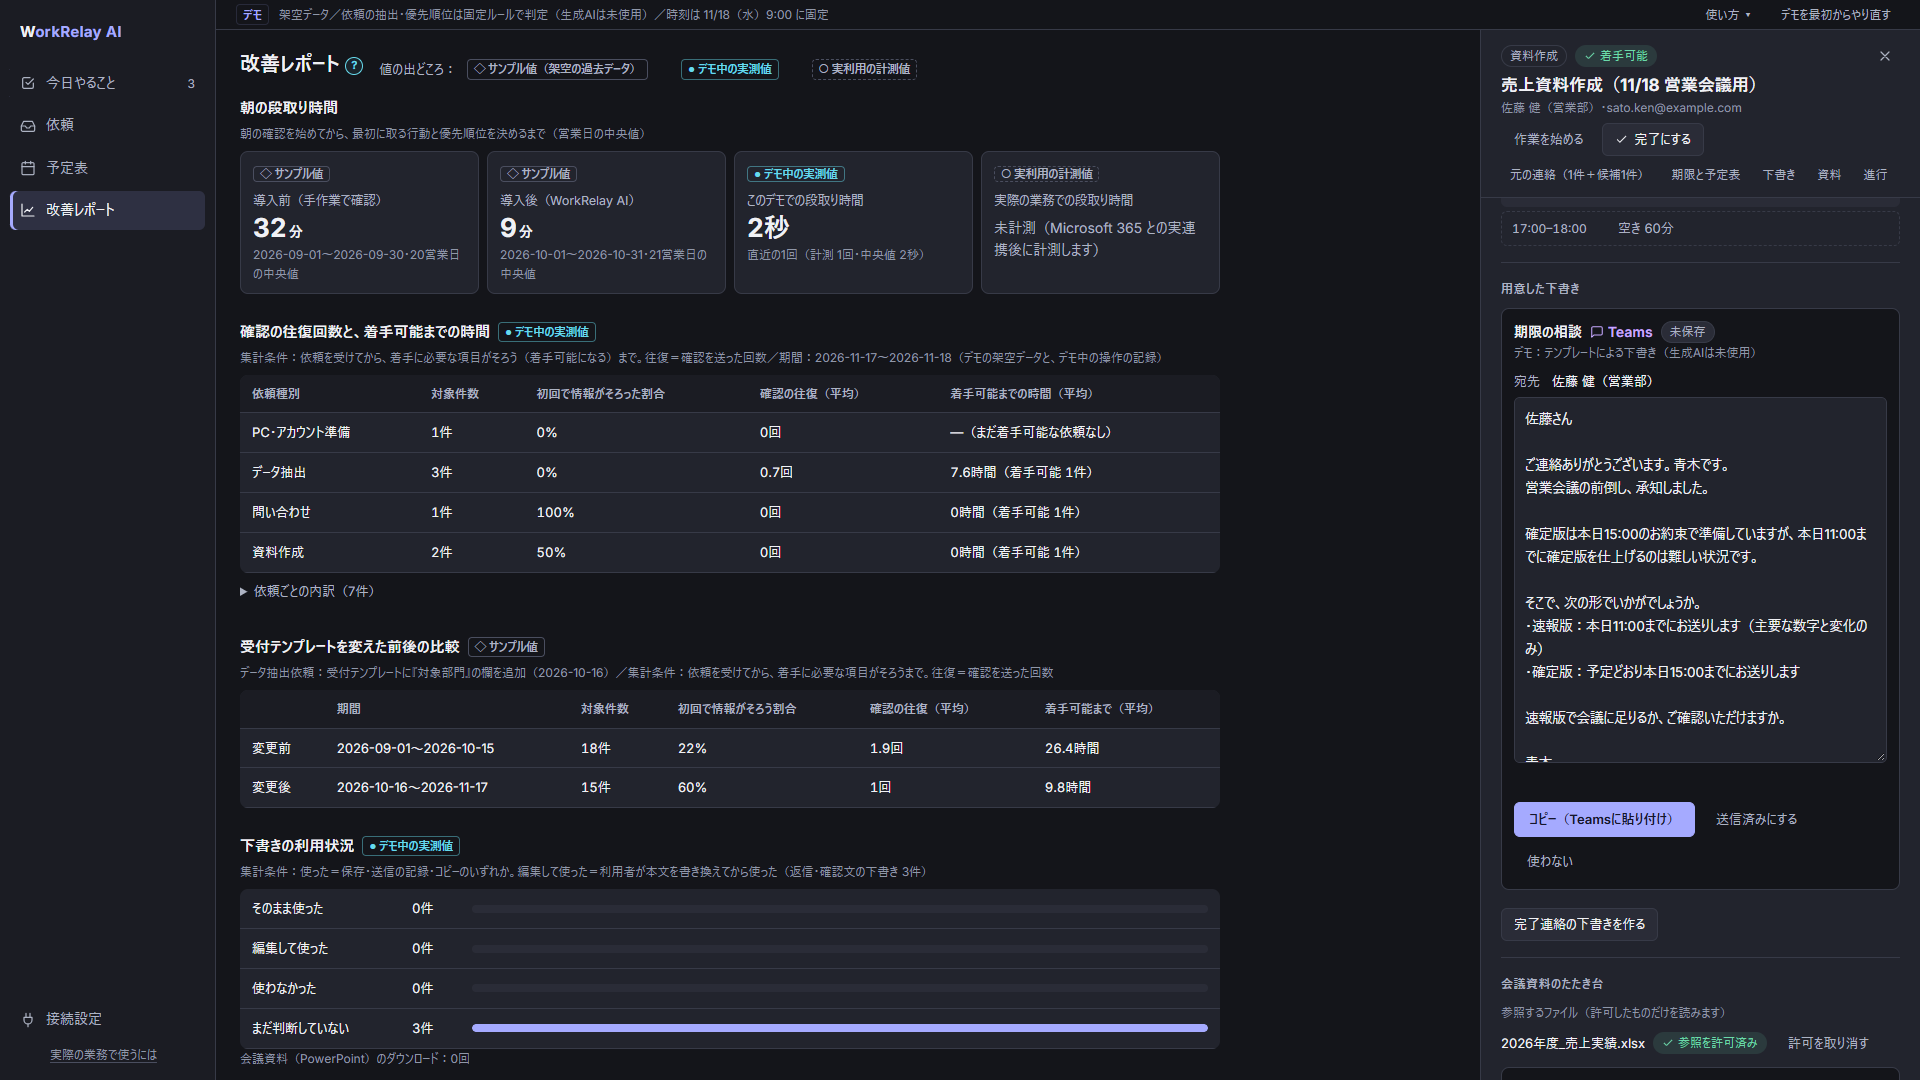 WorkRelay AI
今日やること 3
依頼
予定表
改善レポート
接続設定
実際の業務で使うには
デモ 架空データ／依頼の抽出・優先順位は固定ルールで判定（生成AIは未使用）／時刻は 11/18（水）9:00 に固定
使い方 ▾ デモを最初からやり直す
改善レポート ? 値の出どころ： ◇サンプル値（架空の過去データ） ●デモ中の実測値 ○実利用の計測値
朝の段取り時間
朝の確認を始めてから、最初に取る行動と優先順位を決めるまで（営業日の中央値）
◇サンプル値
導入前（手作業で確認）
32分
2026-09-01〜2026-09-30・20営業日
の中央値
◇サンプル値
導入後（WorkRelay AI）
9分
2026-10-01〜2026-10-31・21営業日の
中央値
●デモ中の実測値
このデモでの段取り時間
2秒
直近の1回（計測 1回・中央値 2秒）
○実利用の計測値
実際の業務での段取り時間
未計測（Microsoft 365 との実連
携後に計測します）
確認の往復回数と、着手可能までの時間 ●デモ中の実測値
集計条件：依頼を受けてから、着手に必要な項目がそろう（着手可能になる）まで。往復＝確認を送った回数／期間：2026-11-17〜2026-11-18（デモの架空データと、デモ中の操作の記録）
依頼種別 対象件数 初回で情報がそろった割合 確認の往復（平均） 着手可能までの時間（平均）
PC・アカウント準備 1件 0% 0回 —（まだ着手可能な依頼なし）
データ抽出 3件 0% 0.7回 7.6時間（着手可能 1件）
問い合わせ 1件 100% 0回 0時間（着手可能 1件）
資料作成 2件 50% 0回 0時間（着手可能 1件）
▶ 依頼ごとの内訳（7件）
受付テンプレートを変えた前後の比較 ◇サンプル値
データ抽出依頼：受付テンプレートに『対象部門』の欄を追加（2026-10-16）／集計条件：依頼を受けてから、着手に必要な項目がそろうまで。往復＝確認を送った回数
期間 対象件数 初回で情報がそろう割合 確認の往復（平均） 着手可能まで（平均）
変更前 2026-09-01〜2026-10-15 18件 22% 1.9回 26.4時間
変更後 2026-10-16〜2026-11-17 15件 60% 1回 9.8時間
下書きの利用状況 ●デモ中の実測値
集計条件：使った＝保存・送信の記録・コピーのいずれか。編集して使った＝利用者が本文を書き換えてから使った（返信・確認文の下書き 3件）
そのまま使った 0件
編集して使った 0件
使わなかった 0件
まだ判断していない 3件
会議資料（PowerPoint）のダウンロード：0回
資料作成 ✓ 着手可能 ×
売上資料作成（11/18 営業会議用）
佐藤 健（営業部）・sato.ken@example.com
作業を始める ✓ 完了にする
元の連絡（1件＋候補1件） 期限と予定表 下書き 資料 進行
17:00–18:00 空き 60分
用意した下書き
期限の相談 Teams 未保存
デモ：テンプレートによる下書き（生成AIは未使用）
宛先 佐藤 健（営業部）
佐藤さん
ご連絡ありがとうございます。青木です。
営業会議の前倒し、承知しました。
確定版は本日15:00のお約束で準備していますが、本日11:00ま
でに確定版を仕上げるのは難しい状況です。
そこで、次の形でいかがでしょうか。
・速報版：本日11:00までにお送りします（主要な数字と変化の
み）
・確定版：予定どおり本日15:00までにお送りします
速報版で会議に足りるか、ご確認いただけますか。
青木
コピー（Teamsに貼り付け） 送信済みにする
使わない
完了連絡の下書きを作る
会議資料のたたき台
参照するファイル（許可したものだけを読みます）
2026年度_売上実績.xlsx ✓ 参照を許可済み 許可を取り消す